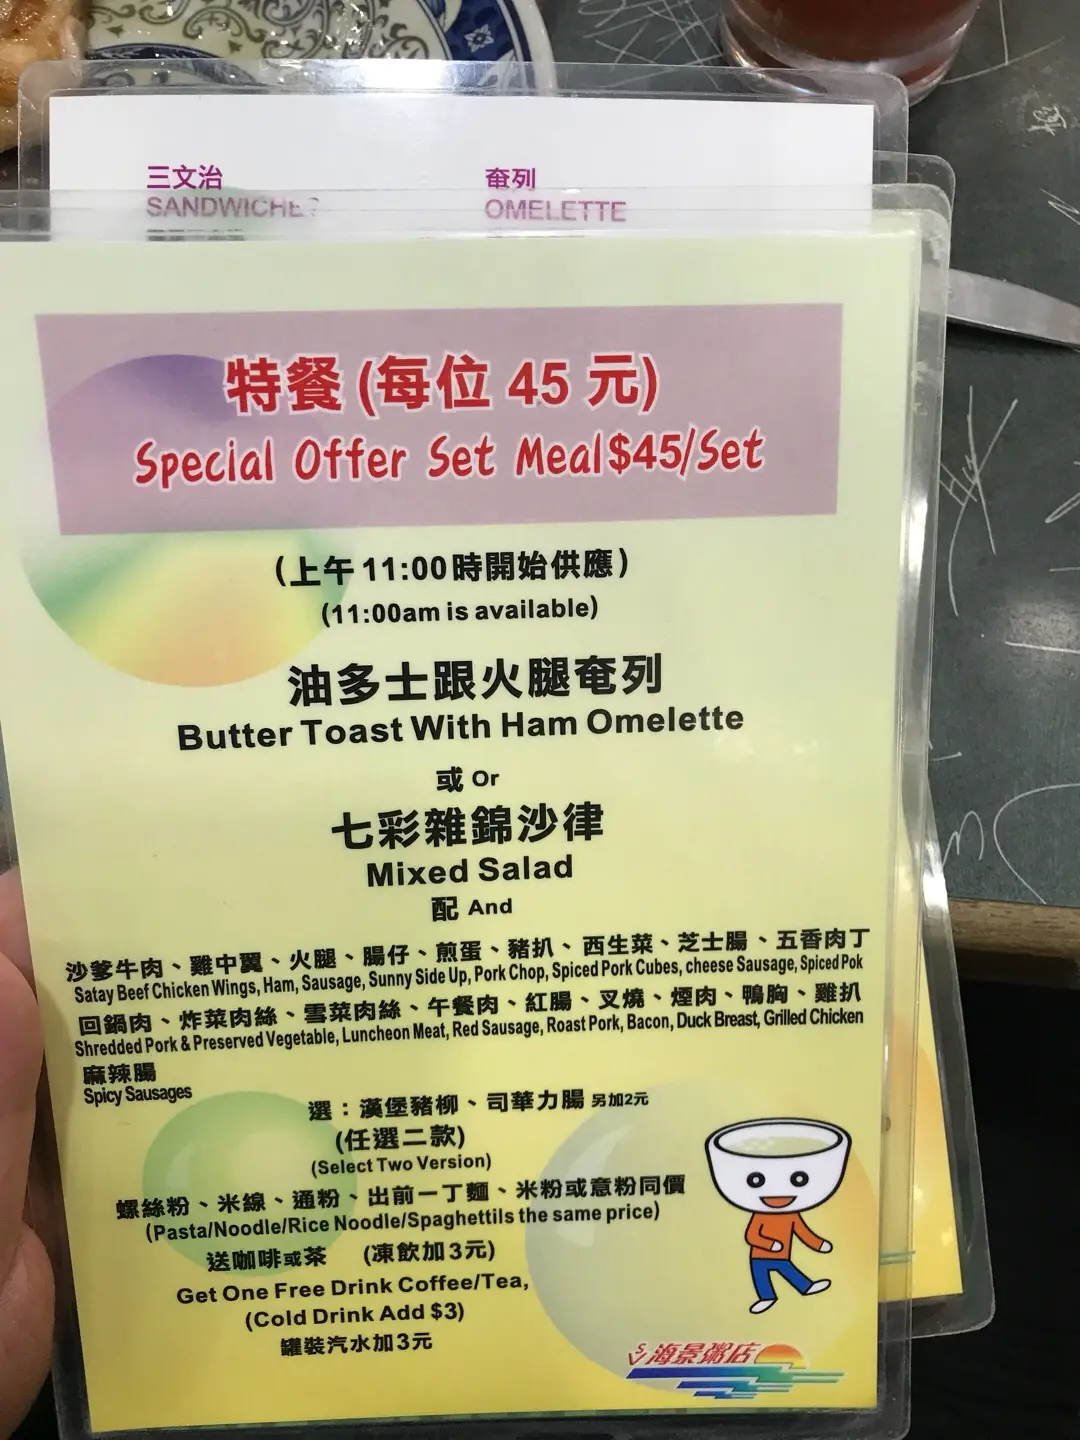 三文治
SANDWICHE
奄列
OMELETTE
特餐 (每位 45 元)
Special Offer Set Meal$45/Set
(上午 11:00 時開始供應)
(11:00am is available)
油多士跟火腿奄列
Butter Toast With Ham Omelette
或 Or
七彩雜錦沙律
Mixed Salad
配 And
沙爹牛肉、雞中翼、火腿、腸仔、煎蛋、豬扒、西生菜、芝士腸、五香肉丁
Satay Beef Chicken Wings, Ham, Sausage, Sunny Side Up, Pork Chop, Spiced Pork Cubes, cheese Sausage, Spiced Pok
回鍋肉、炸菜肉絲、雪菜肉絲、午餐肉、紅腸、叉燒、煙肉、鴨胸、雞扒
Shredded Pork & Preserved Vegetable, Luncheon Meat, Red Sausage, Roast Pork, Bacon, Duck Breast, Grilled Chicken
麻辣腸
Spicy Sausages
選：漢堡豬柳、司華力腸 另加2元
(任選二款)
(Select Two Version)
螺絲粉、米線、通粉、出前一丁麵、米粉或意粉同價
(Pasta/Noodle/Rice Noodle/Spaghettils the same price)
送咖啡或茶 (凍飲加3元)
Get One Free Drink Coffee/Tea,
(Cold Drink Add $3)
罐裝汽水加3元
SV 海景粥店